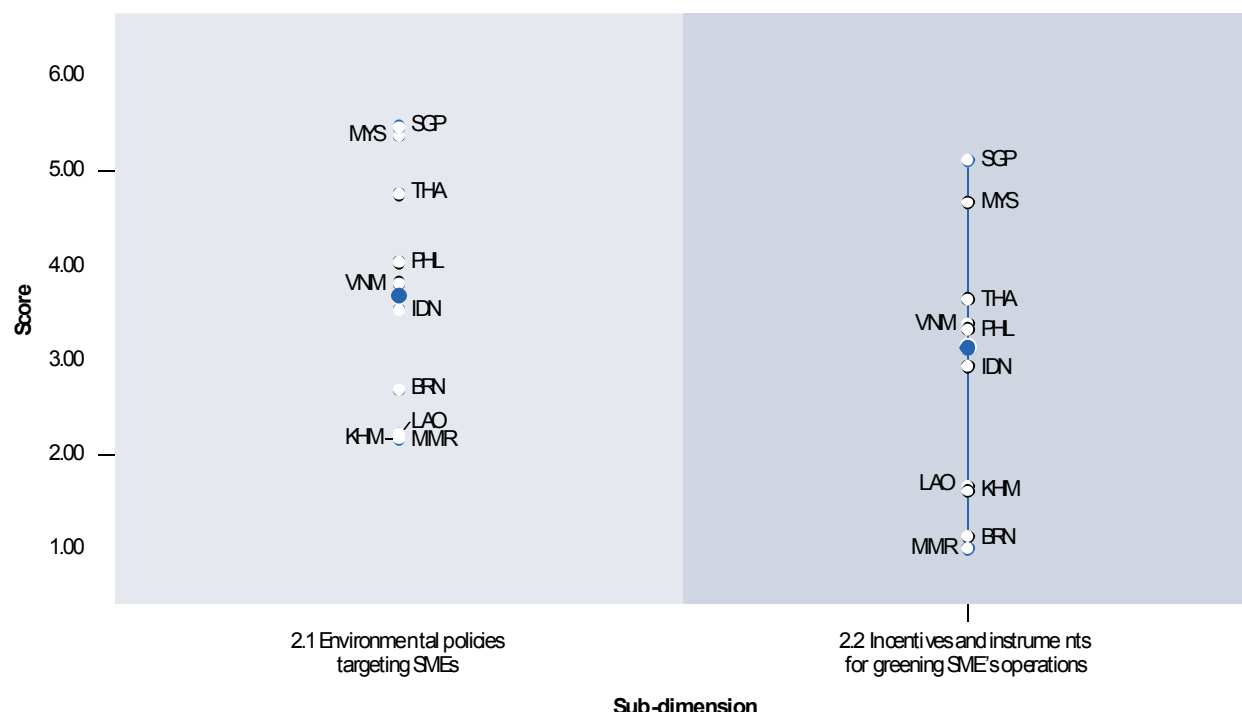 6.00
5.00
4.00
3.00
2.00
1.00
Score
MYS
SGP
THA
PHL
VNM
IDN
BRN
LAO
KHM
MMR
SGP
MYS
THA
VNM
PHL
IDN
LAO
KHM
BRN
MMR
2.1 Environmental policies
targeting SMEs
2.2 Incentives and instruments
for greening SME's operations
Sub-dimension